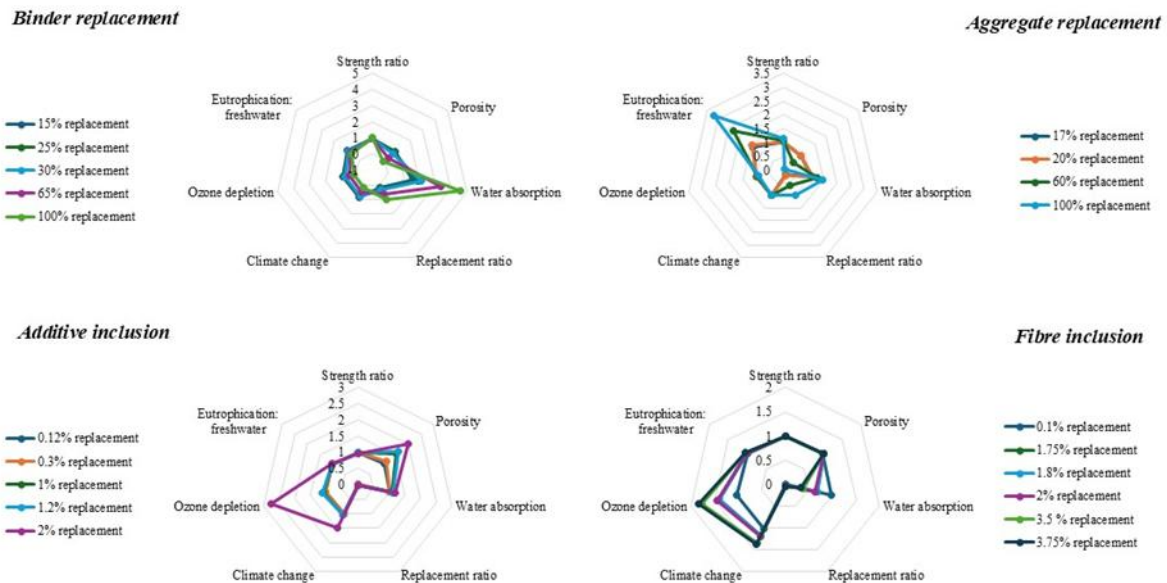 Binder replacement
Strength ratio
5
4
3
2
1
0
Porosity
Water absorption
Replacement ratio
Climate change
Ozone depletion
Eutrophication:
freshwater
15% replacement
25% replacement
30% replacement
65% replacement
100% replacement
Aggregate replacement
Strength ratio
3.5
3
2.5
2
1.5
1
0.5
0
Porosity
Water absorption
Replacement ratio
Climate change
Ozone depletion
Eutrophication:
freshwater
17% replacement
20% replacement
60% replacement
100% replacement
Additive inclusion
Strength ratio
3
2.5
2
1.5
1
0.5
0
Porosity
Water absorption
Replacement ratio
Climate change
Ozone depletion
Eutrophication:
freshwater
0.12% replacement
0.3% replacement
1% replacement
1.2% replacement
2% replacement
Fibre inclusion
Strength ratio
2
1.5
1
0.5
0
Porosity
Water absorption
Replacement ratio
Climate change
Ozone depletion
Eutrophication:
freshwater
0.1% replacement
1.75% replacement
1.8% replacement
2% replacement
3.5 % replacement
3.75% replacement